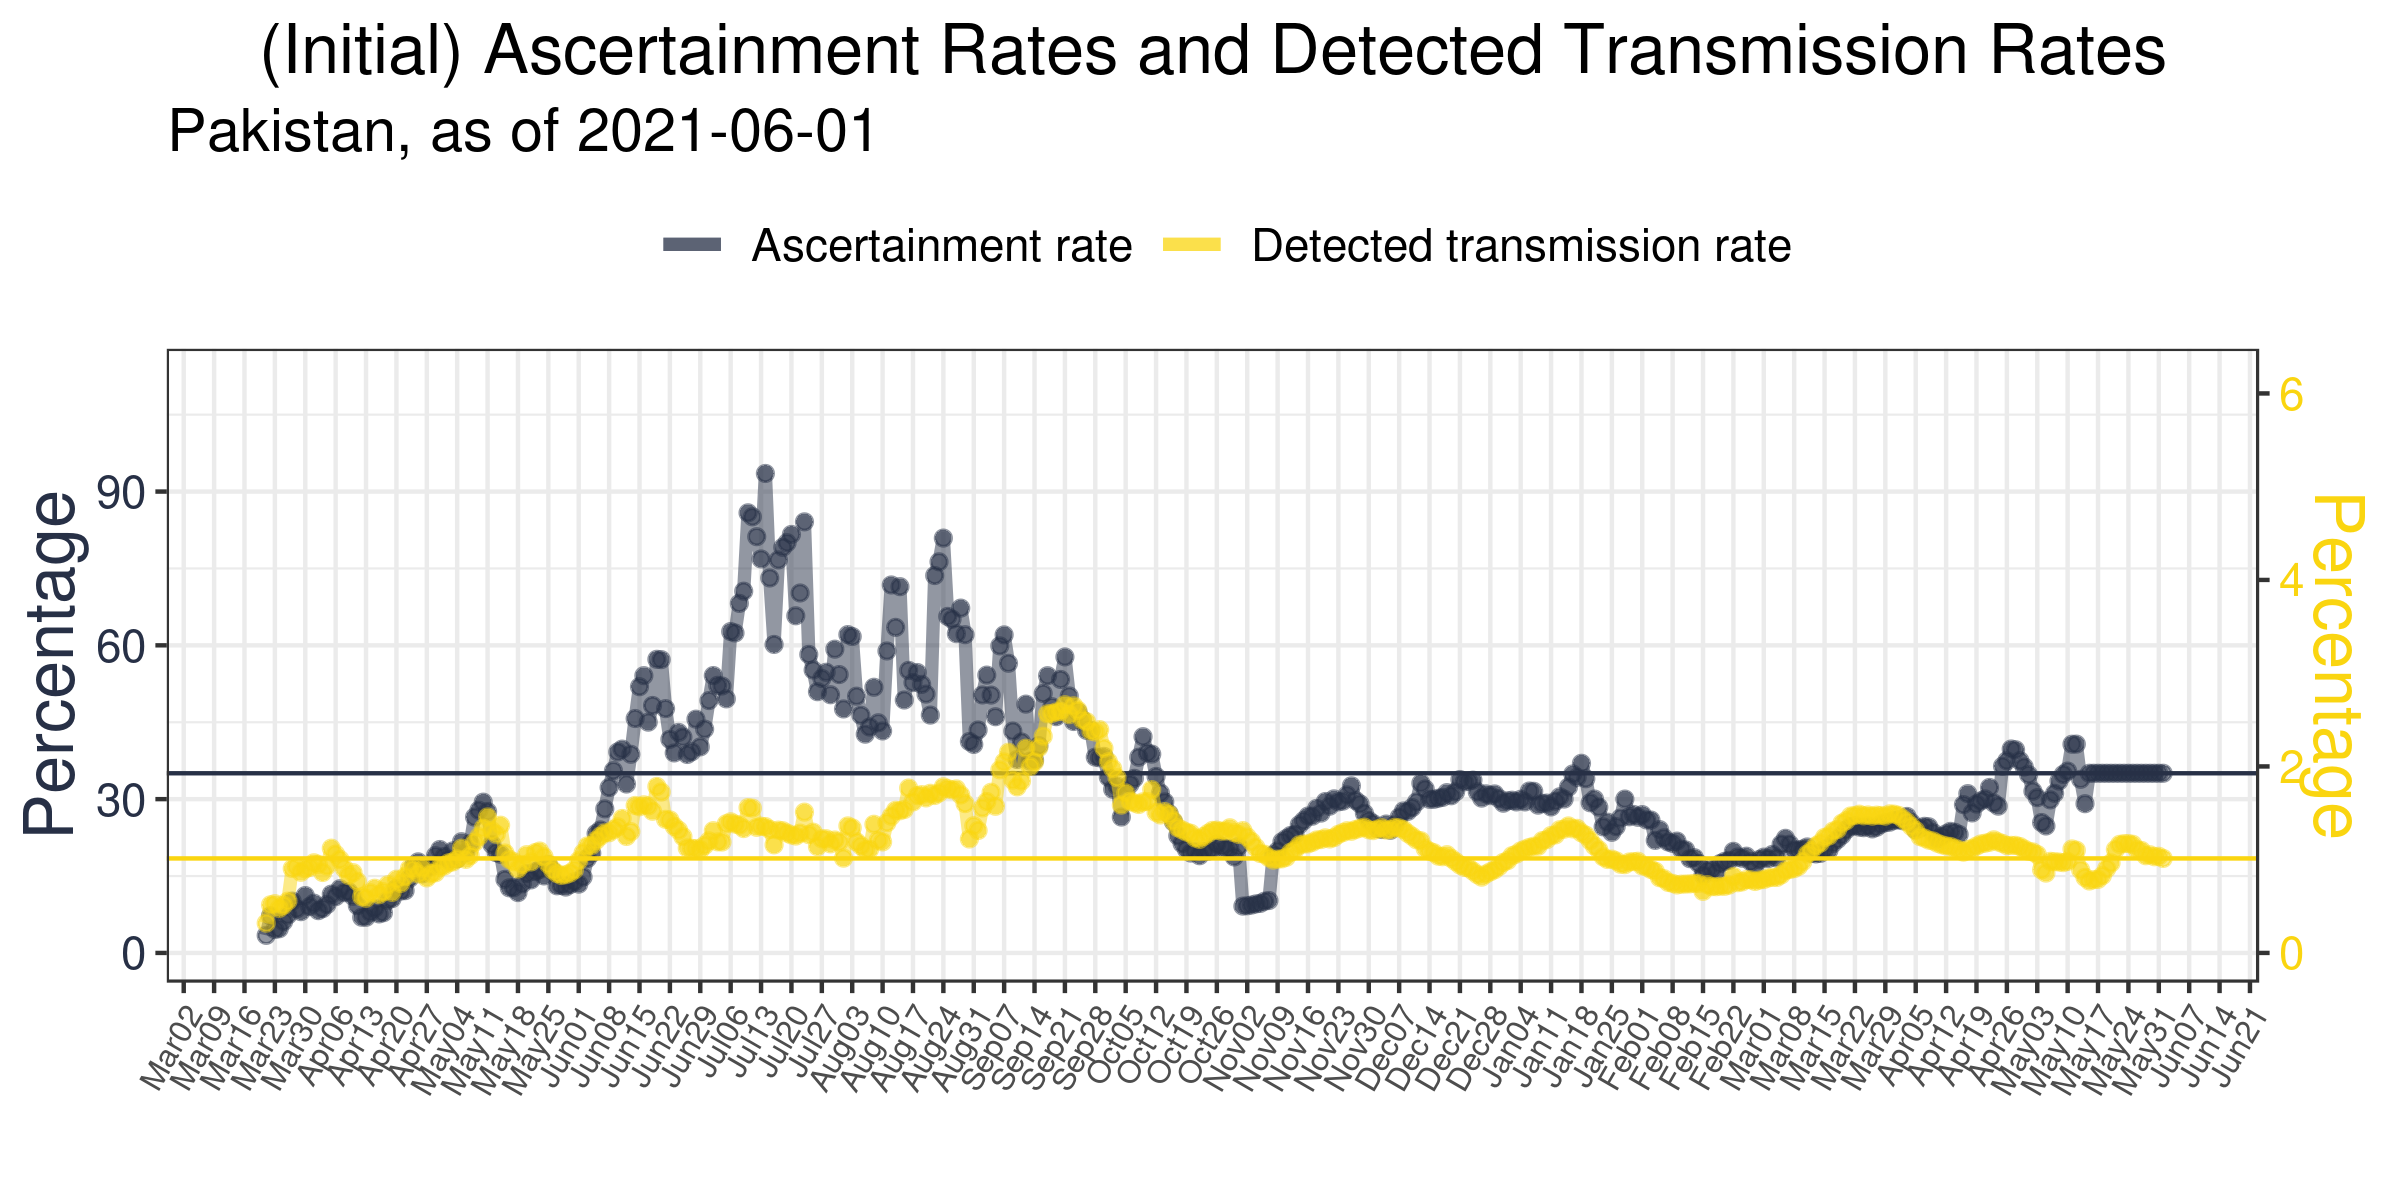 (Initial) Ascertainment Rates and Detected Transmission Rates
Pakistan, as of 2021-06-01
Ascertainment rate
Detected transmission rate
Percentage
90
60
30
0
6
4
2
0
Percentage
Mar02
Mar09
Mar16
Mar23
Mar30
Apr06
Apr13
Apr20
Apr27
May04
May11
May18
May25
Jun01
Jun08
Jun15
Jun22
Jun29
Jul06
Jul13
Jul20
Jul27
Aug03
Aug10
Aug17
Aug24
Aug31
Sep07
Sep14
Sep21
Sep28
Oct05
Oct12
Oct19
Oct26
Nov02
Nov09
Nov16
Nov23
Nov30
Dec07
Dec14
Dec21
Dec28
Jan04
Jan11
Jan18
Jan25
Feb01
Feb08
Feb15
Feb22
Mar01
Mar08
Mar15
Mar22
Mar29
Apr05
Apr12
Apr19
Apr26
May03
May10
May17
May24
May31
Jun07
Jun14
Jun21